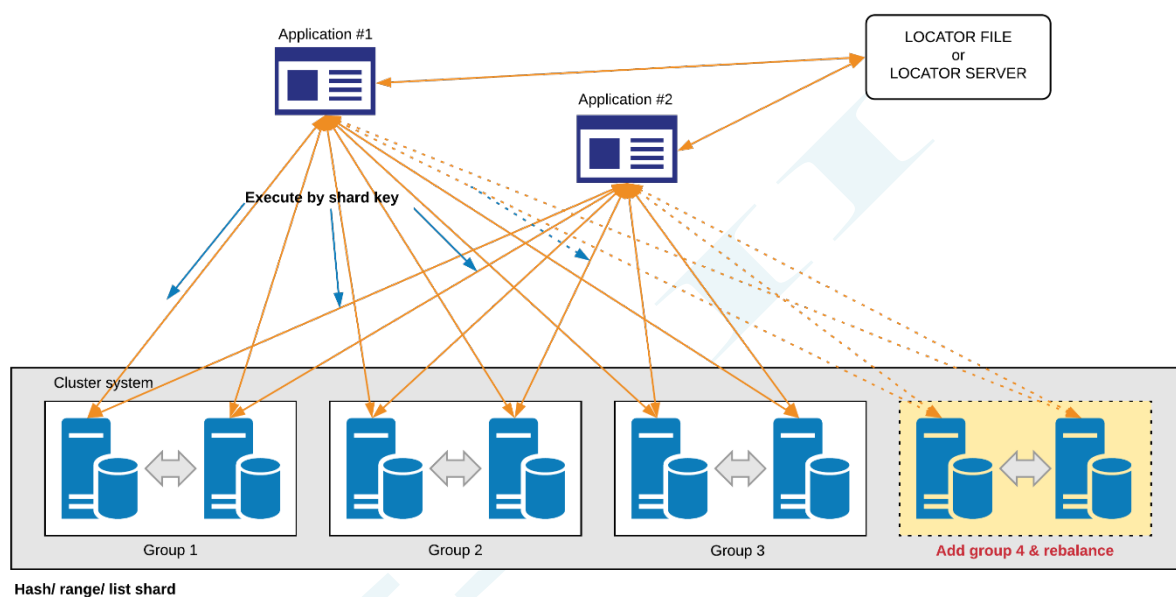 Application #1
LOCATOR FILE
or
LOCATOR SERVER
Application #2
Execute by shard key
Cluster system
Group 1
Group 2
Group 3
Add group 4 & rebalance
Hash/ range/ list shard